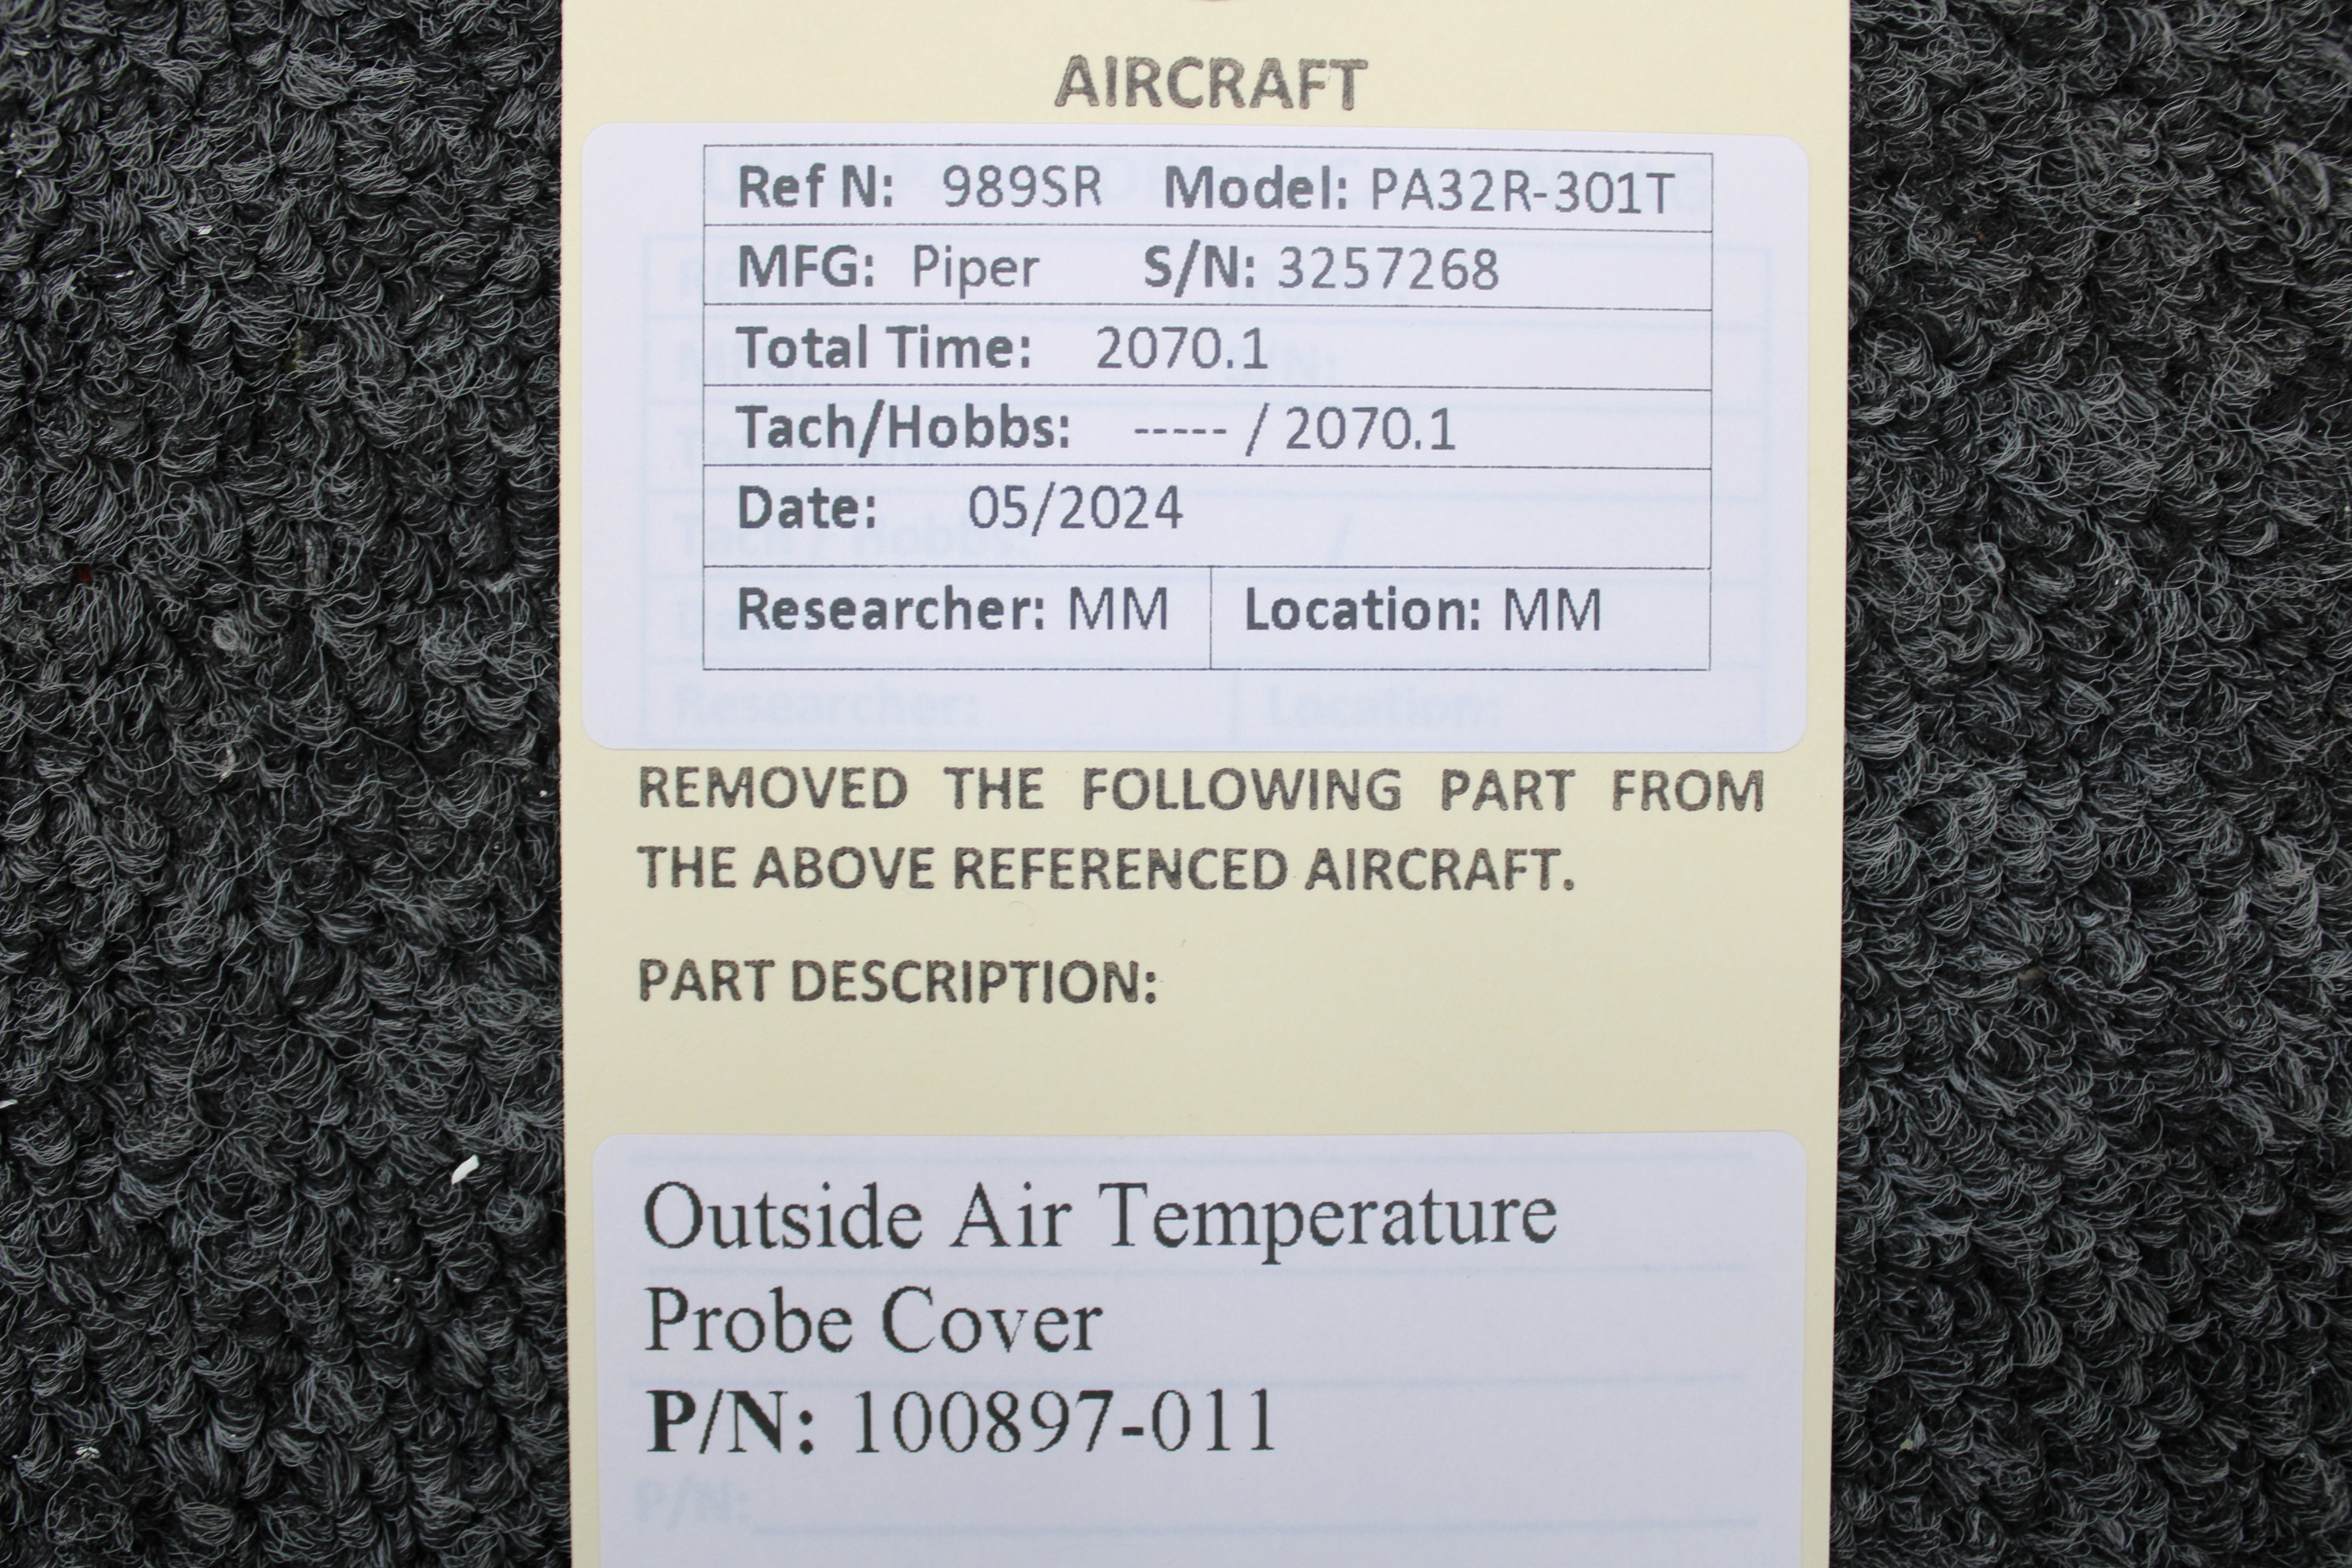 AIRCRAFT
Ref N: 989SR Model: PA32R-301T
MFG: Piper S/N: 3257268
Total Time: 2070.1
Tach/Hobbs: ----- / 2070.1
Date: 05/2024
Researcher: MM Location: MM
Researcher: Location:
REMOVED THE FOLLOWING PART FROM
THE ABOVE REFERENCED AIRCRAFT.
PART DESCRIPTION:
Outside Air Temperature
Probe Cover
P/N: 100897-011
P/N: